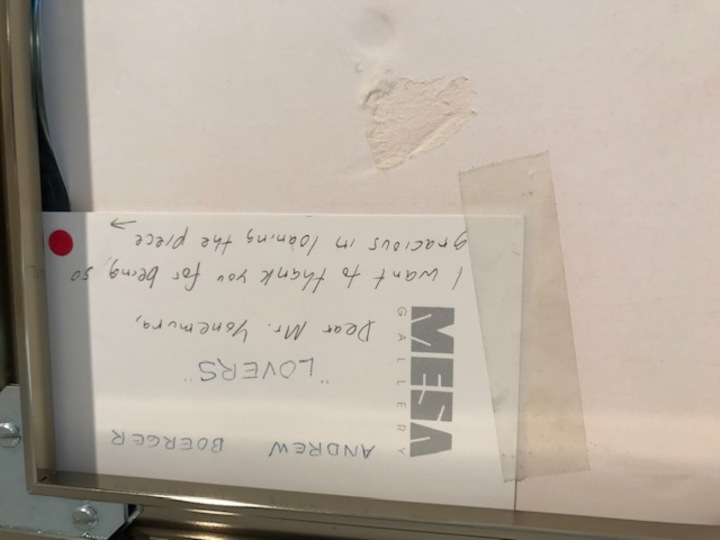 MESA
GALLERY
ANDREW BOERGER
"LOVERS"
Dear Mr. Yonemura,
I want to thank you for being so
gracious in loaning the piece →